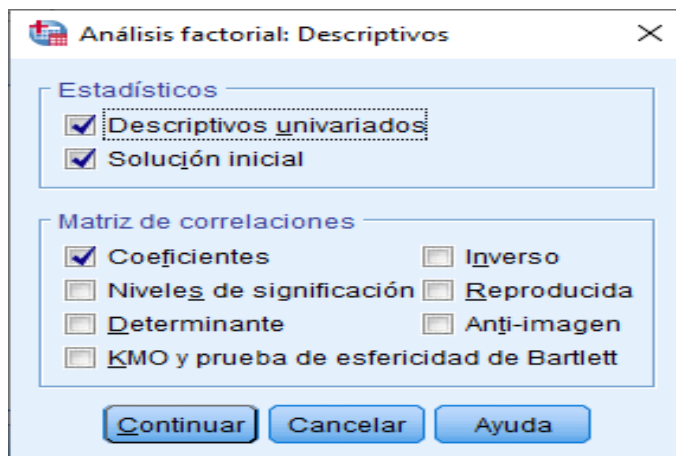 Análisis factorial: Descriptivos
Estadísticos
Descriptivos univariados
Solución inicial
Matriz de correlaciones
Coeficientes
Inverso
Niveles de significación
Reproducida
Determinante
Anti-imagen
KMO y prueba de esfericidad de Bartlett
Continuar
Cancelar
Ayuda